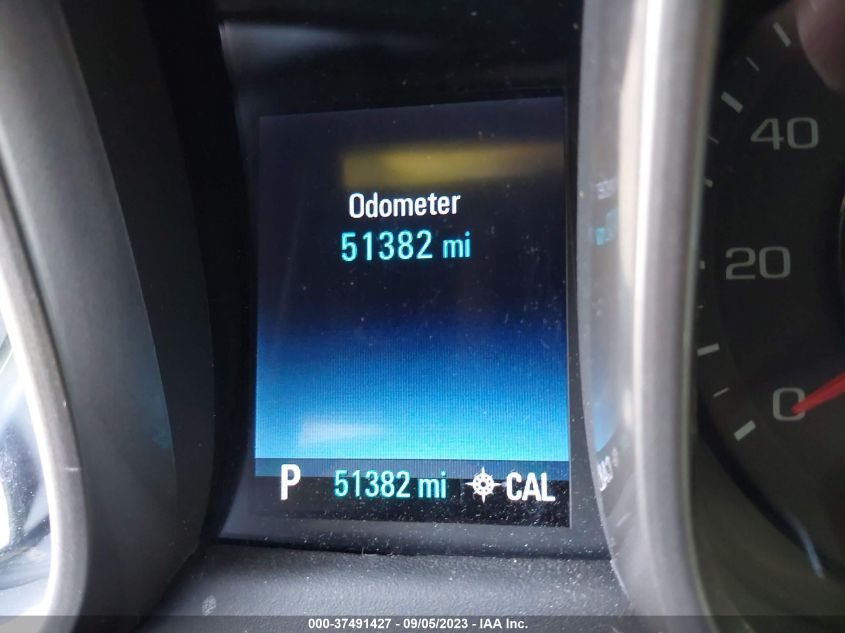 Odometer
51382 mi
P 51382 mi CAL
40
20
0
000-37491427 - 09/05/2023 - IAA Inc.